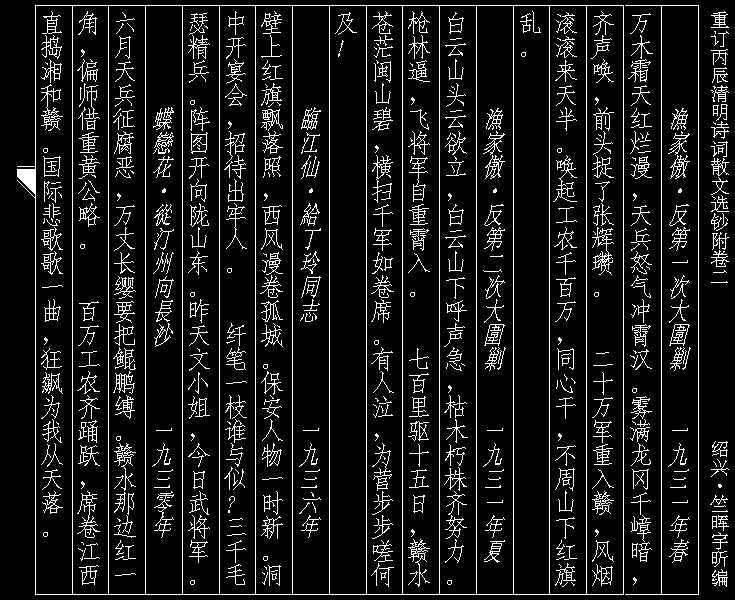 重订丙辰清明诗词散文选钞附卷二　绍兴·竺晖宇昕编
漁家傲·反第一次大圍剿　一九三一年春
万木霜天红烂漫，天兵怒气冲霄汉。雾满龙冈千嶂暗，
齐声唤，前头捉了张辉瓒。　二十万军重入赣，风烟
滚滚来天半。唤起工农千百万，同心干，不周山下红旗
乱。
漁家傲·反第二次大圍剿　一九三一年夏
白云山头云欲立，白云山下呼声急，枯木朽株齐努力。
枪林逼，飞将军自重霄入。　七百里驱十五日，赣水
苍茫闽山碧，横扫千军如卷席。有人泣，为营步步嗟何
及！
臨江仙·給丁玲同志　一九三六年
壁上红旗飘落照，西风漫卷孤城。保安人物一时新。洞
中开宴会，招待出牢人。　纤笔一枝谁与似？三千毛
瑟精兵。阵图开向陇山东。昨天文小姐，今日武将军。
蝶戀花·從汀州向長沙　一九三零年
六月天兵征腐恶，万丈长缨要把鲲鹏缚。赣水那边红一
角，偏师借重黄公略。　百万工农齐踊跃，席卷江西
直捣湘和赣。国际悲歌歌一曲，狂飙为我从天落。